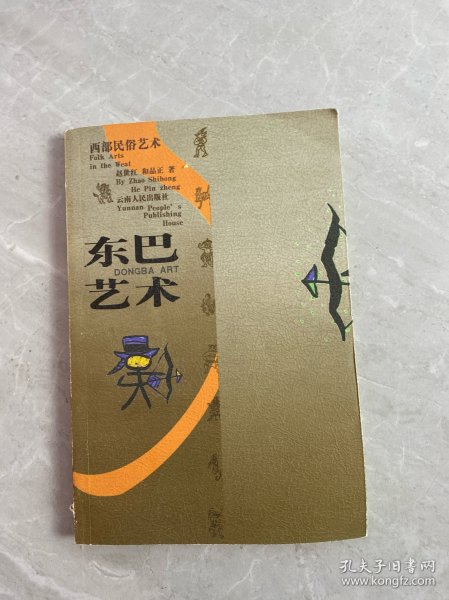 西部民俗艺术
Folk Arts
in the West
赵世红 和品正 著
By Zhao Shihong
He Pin zheng
云南人民出版社
Yunnan People's
Publishing
House
东巴
DONGBA ART
艺术
孔夫子旧书网
www.kongfz.com